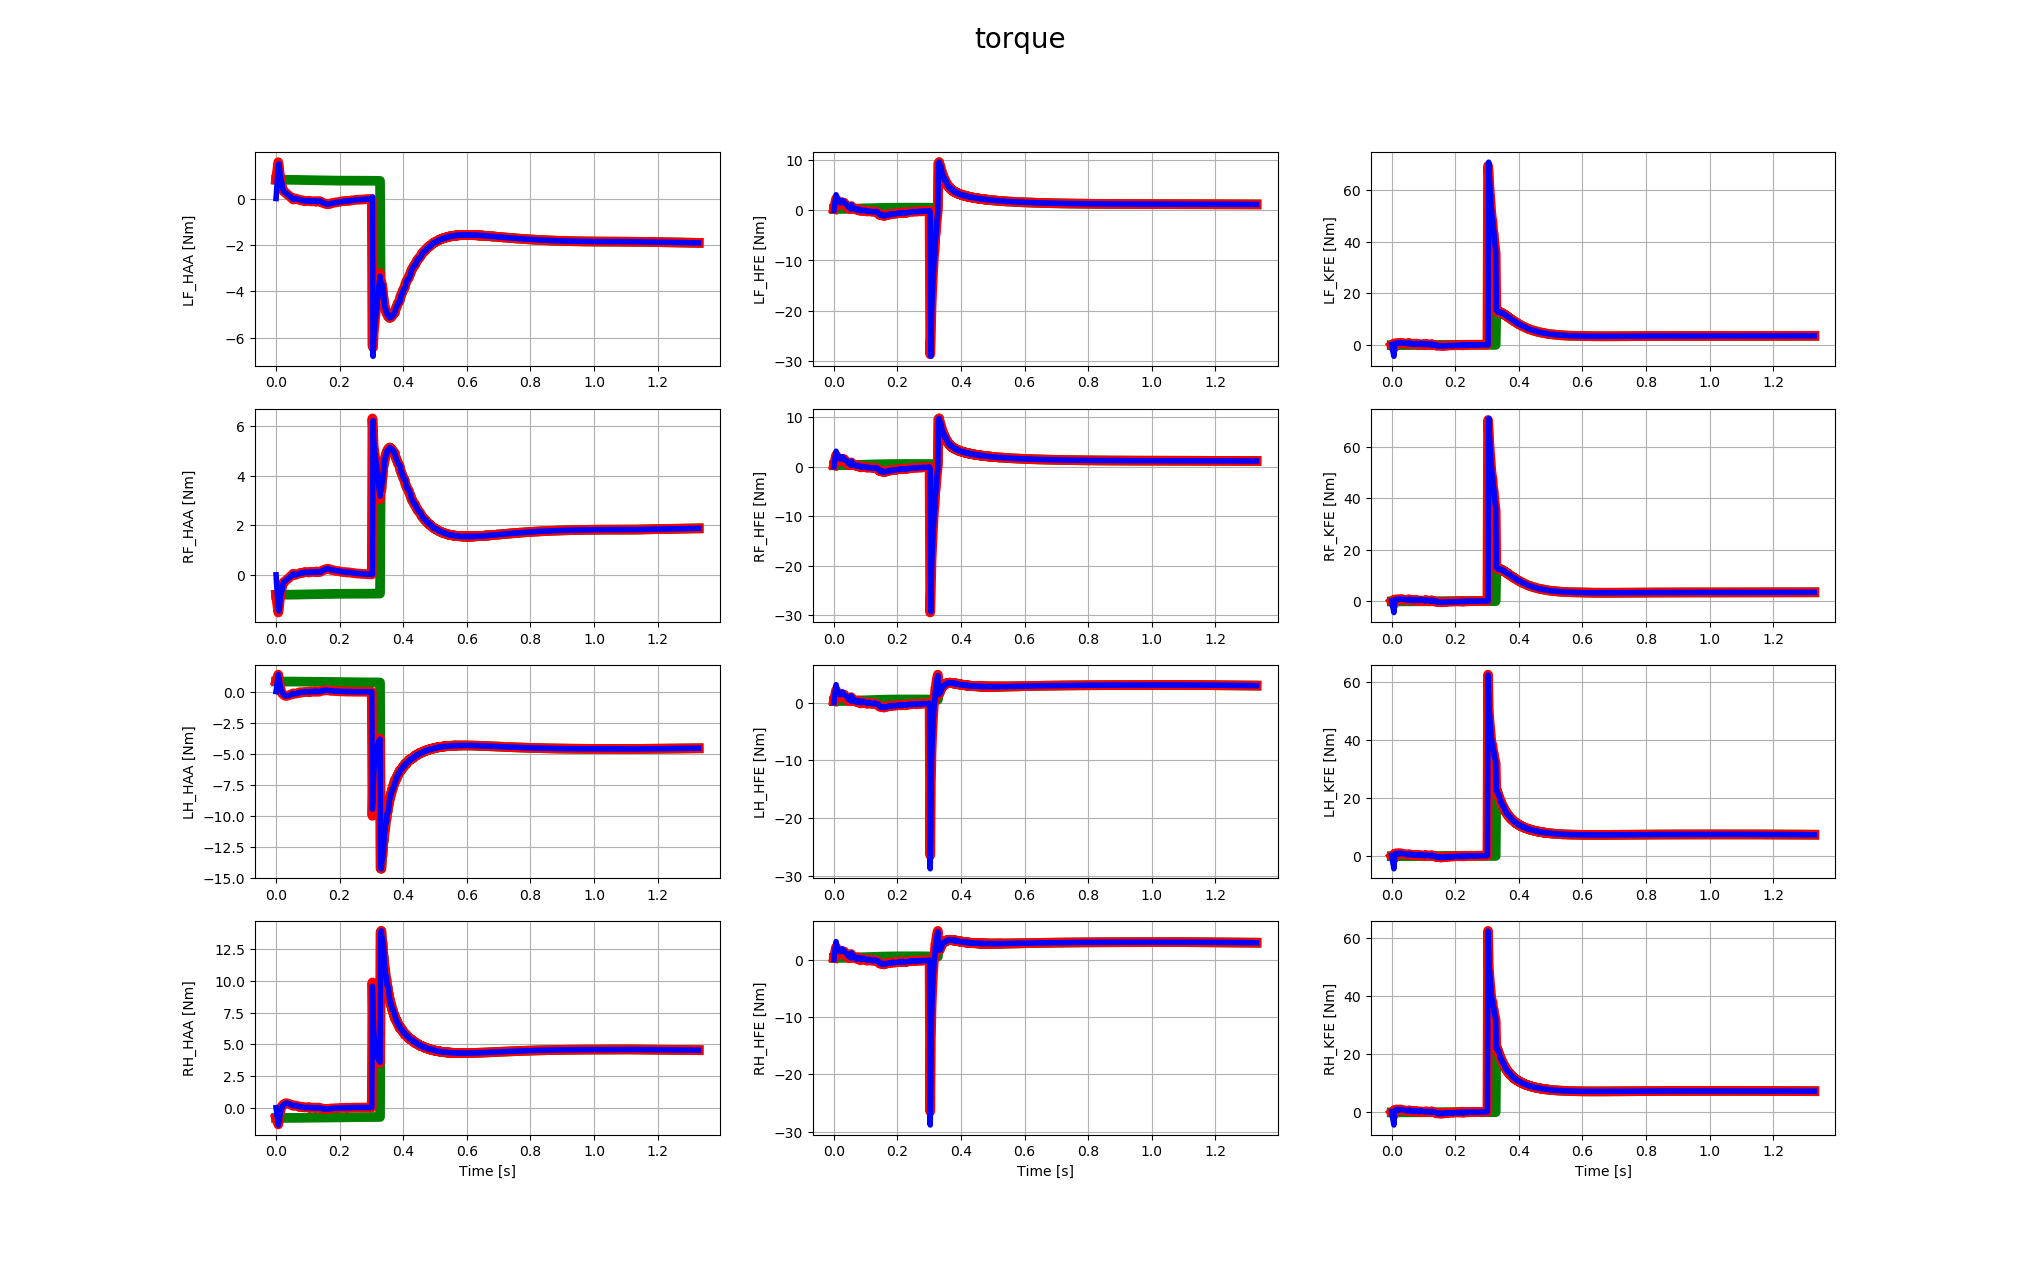 torque
LF_HAA [Nm]
0
−2
−4
−6
0.0 0.2 0.4 0.6 0.8 1.0 1.2
LF_HFE [Nm]
10
0
−10
−20
−30
0.0 0.2 0.4 0.6 0.8 1.0 1.2
LF_KFE [Nm]
60
40
20
0
0.0 0.2 0.4 0.6 0.8 1.0 1.2
RF_HAA [Nm]
6
4
2
0
0.0 0.2 0.4 0.6 0.8 1.0 1.2
RF_HFE [Nm]
10
0
−10
−20
−30
0.0 0.2 0.4 0.6 0.8 1.0 1.2
RF_KFE [Nm]
60
40
20
0
0.0 0.2 0.4 0.6 0.8 1.0 1.2
LH_HAA [Nm]
0.0
−2.5
−5.0
−7.5
−10.0
−12.5
−15.0
0.0 0.2 0.4 0.6 0.8 1.0 1.2
LH_HFE [Nm]
0
−10
−20
−30
0.0 0.2 0.4 0.6 0.8 1.0 1.2
LH_KFE [Nm]
60
40
20
0
0.0 0.2 0.4 0.6 0.8 1.0 1.2
RH_HAA [Nm]
12.5
10.0
7.5
5.0
2.5
0.0
0.0 0.2 0.4 0.6 0.8 1.0 1.2
Time [s]
RH_HFE [Nm]
0
−10
−20
−30
0.0 0.2 0.4 0.6 0.8 1.0 1.2
Time [s]
RH_KFE [Nm]
60
40
20
0
0.0 0.2 0.4 0.6 0.8 1.0 1.2
Time [s]